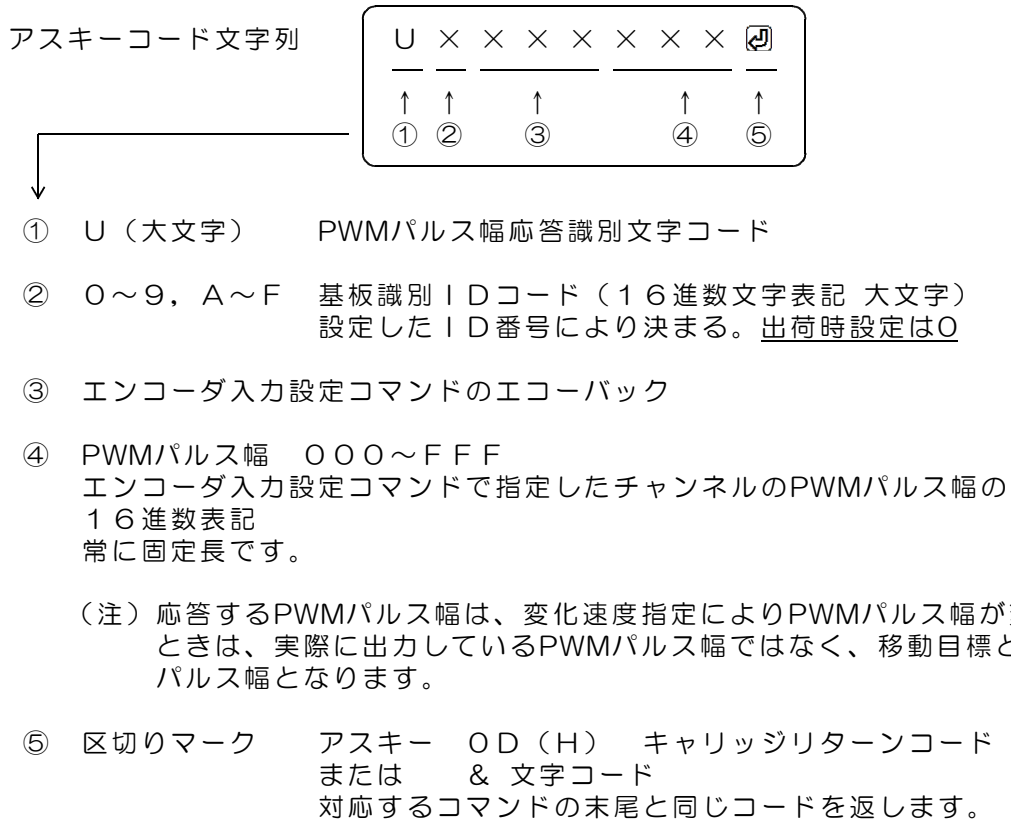 アスキーコード文字列 U × × × × × × ×
↑ ↑ ↑ ↑ ↑
① ② ③ ④ ⑤
① U（大文字） PWMパルス幅応答識別文字コード
② 0～9，A～F 基板識別IDコード（16進数文字表記 大文字）
設定したID番号により決まる。出荷時設定は0
③ エンコーダ入力設定コマンドのエコーバック
④ PWMパルス幅 000～FFF
エンコーダ入力設定コマンドで指定したチャンネルのPWMパルス幅の
16進数表記
常に固定長です。
（注）応答するPWMパルス幅は、変化速度指定によりPWMパルス幅が
ときは、実際に出力しているPWMパルス幅ではなく、移動目標と
パルス幅となります。
⑤ 区切りマーク アスキー 0D（H） キャリッジリターンコード
または & 文字コード
対応するコマンドの末尾と同じコードを返します。